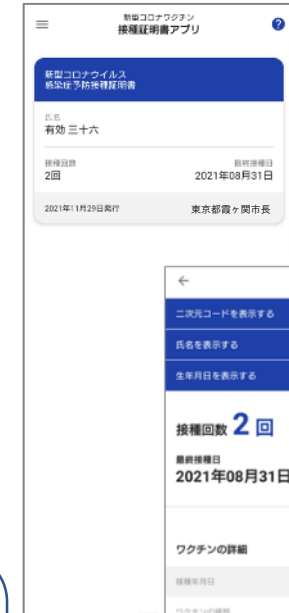 新型コロナワクチン
接種証明書アプリ
?
新型コロナウイルス
感染症予防接種証明書
氏名
有効 三十六
接種回数
最終接種日
2回
2021年08月31日
2021年11月29日発行
東京都霞ヶ関市長
←
二次元コードを表示する
氏名を表示する
生年月日を表示する
接種回数 2 回
最終接種日
2021年08月31日
ワクチンの詳細
接種年月日
ワクチンの種類